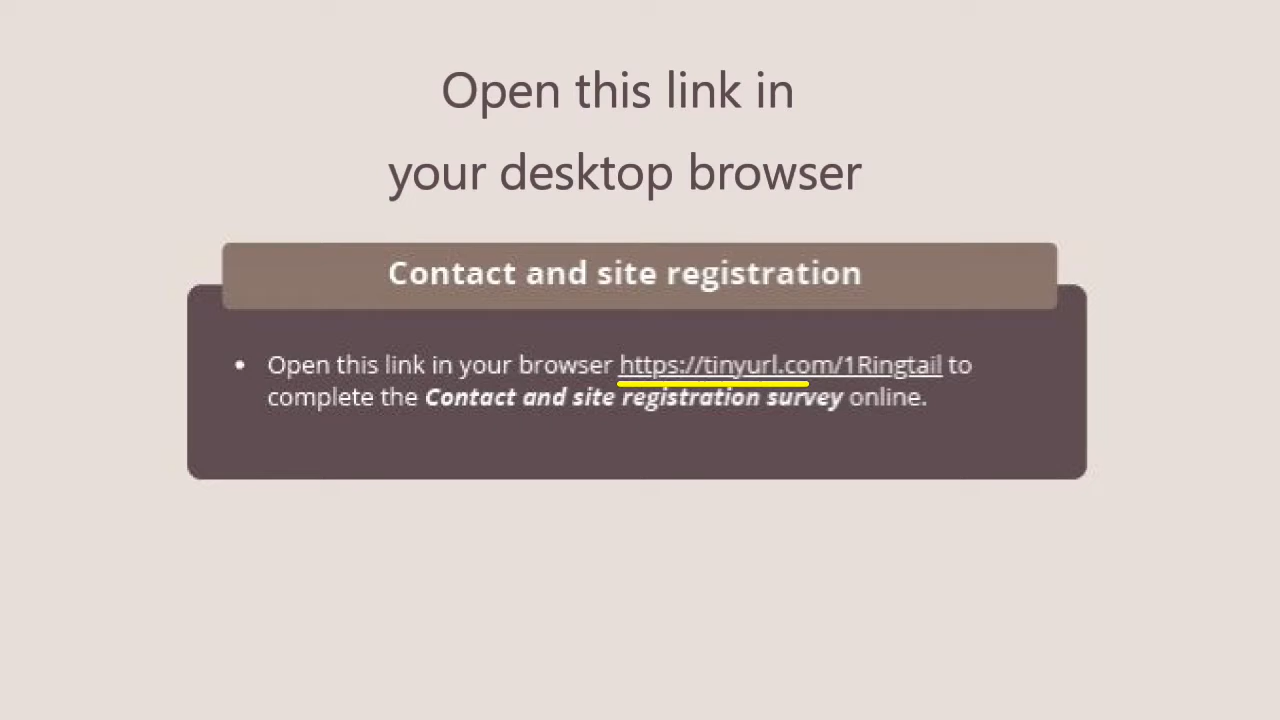 Open this link in
your desktop browser
Contact and site registration
• Open this link in your browser https://tinyurl.com/1Ringtail to
complete the Contact and site registration survey online.